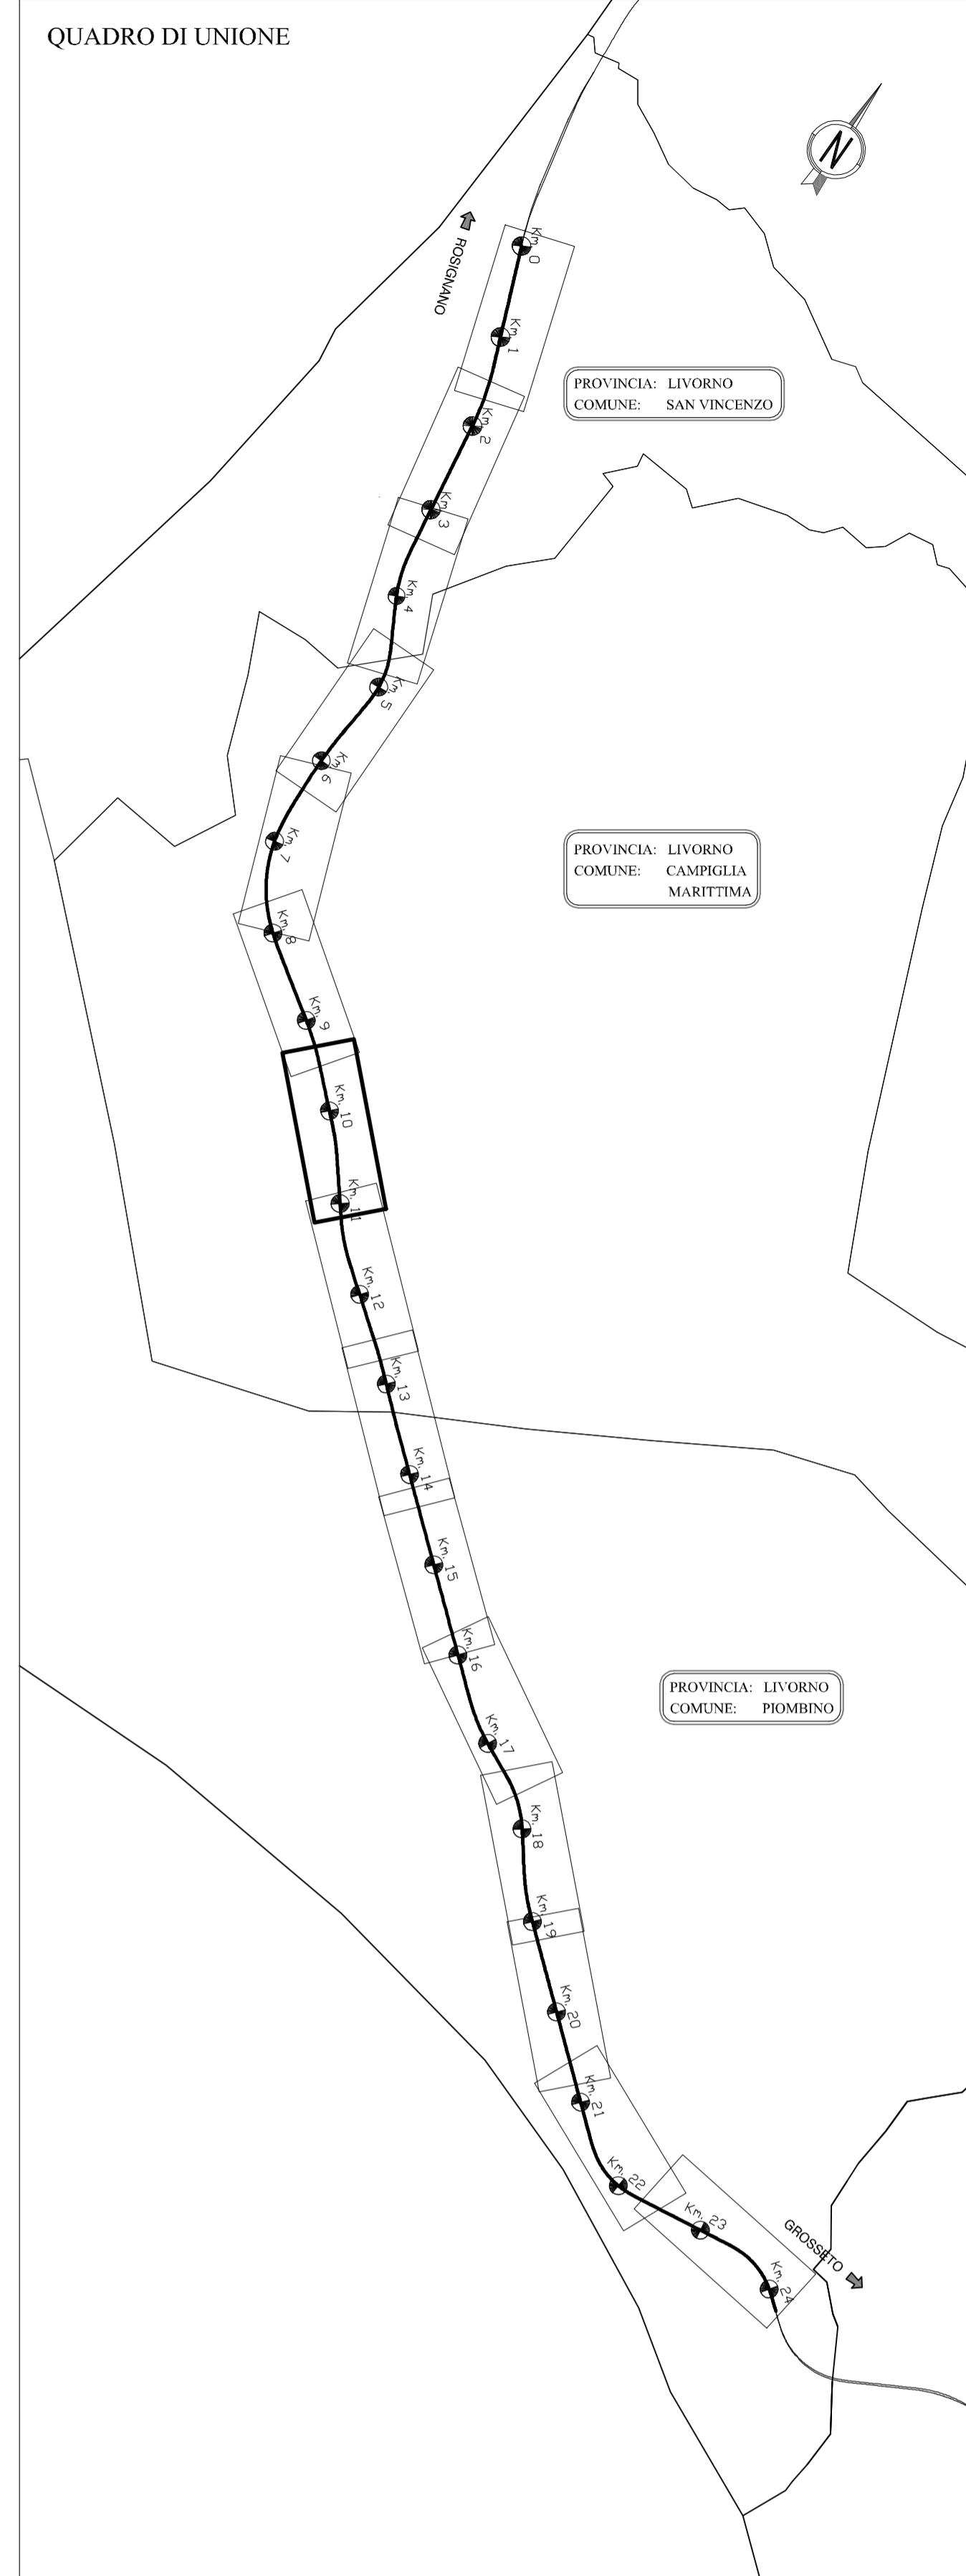 QUADRO DI UNIONE
N
ROSIGNANO
Km. 0
Km. 1
PROVINCIA: LIVORNO
COMUNE: SAN VINCENZO
Km. 2
Km. 3
Km. 4
Km. 5
Km. 6
Km. 7
PROVINCIA: LIVORNO
COMUNE: CAMPIGLIA
MARITTIMA
Km. 8
Km. 9
Km. 10
Km. 11
Km. 12
Km. 13
Km. 14
Km. 15
Km. 16
PROVINCIA: LIVORNO
COMUNE: PIOMBINO
Km. 17
Km. 18
Km. 19
Km. 20
Km. 21
Km. 22
Km. 23
GROSSETO
Km. 24